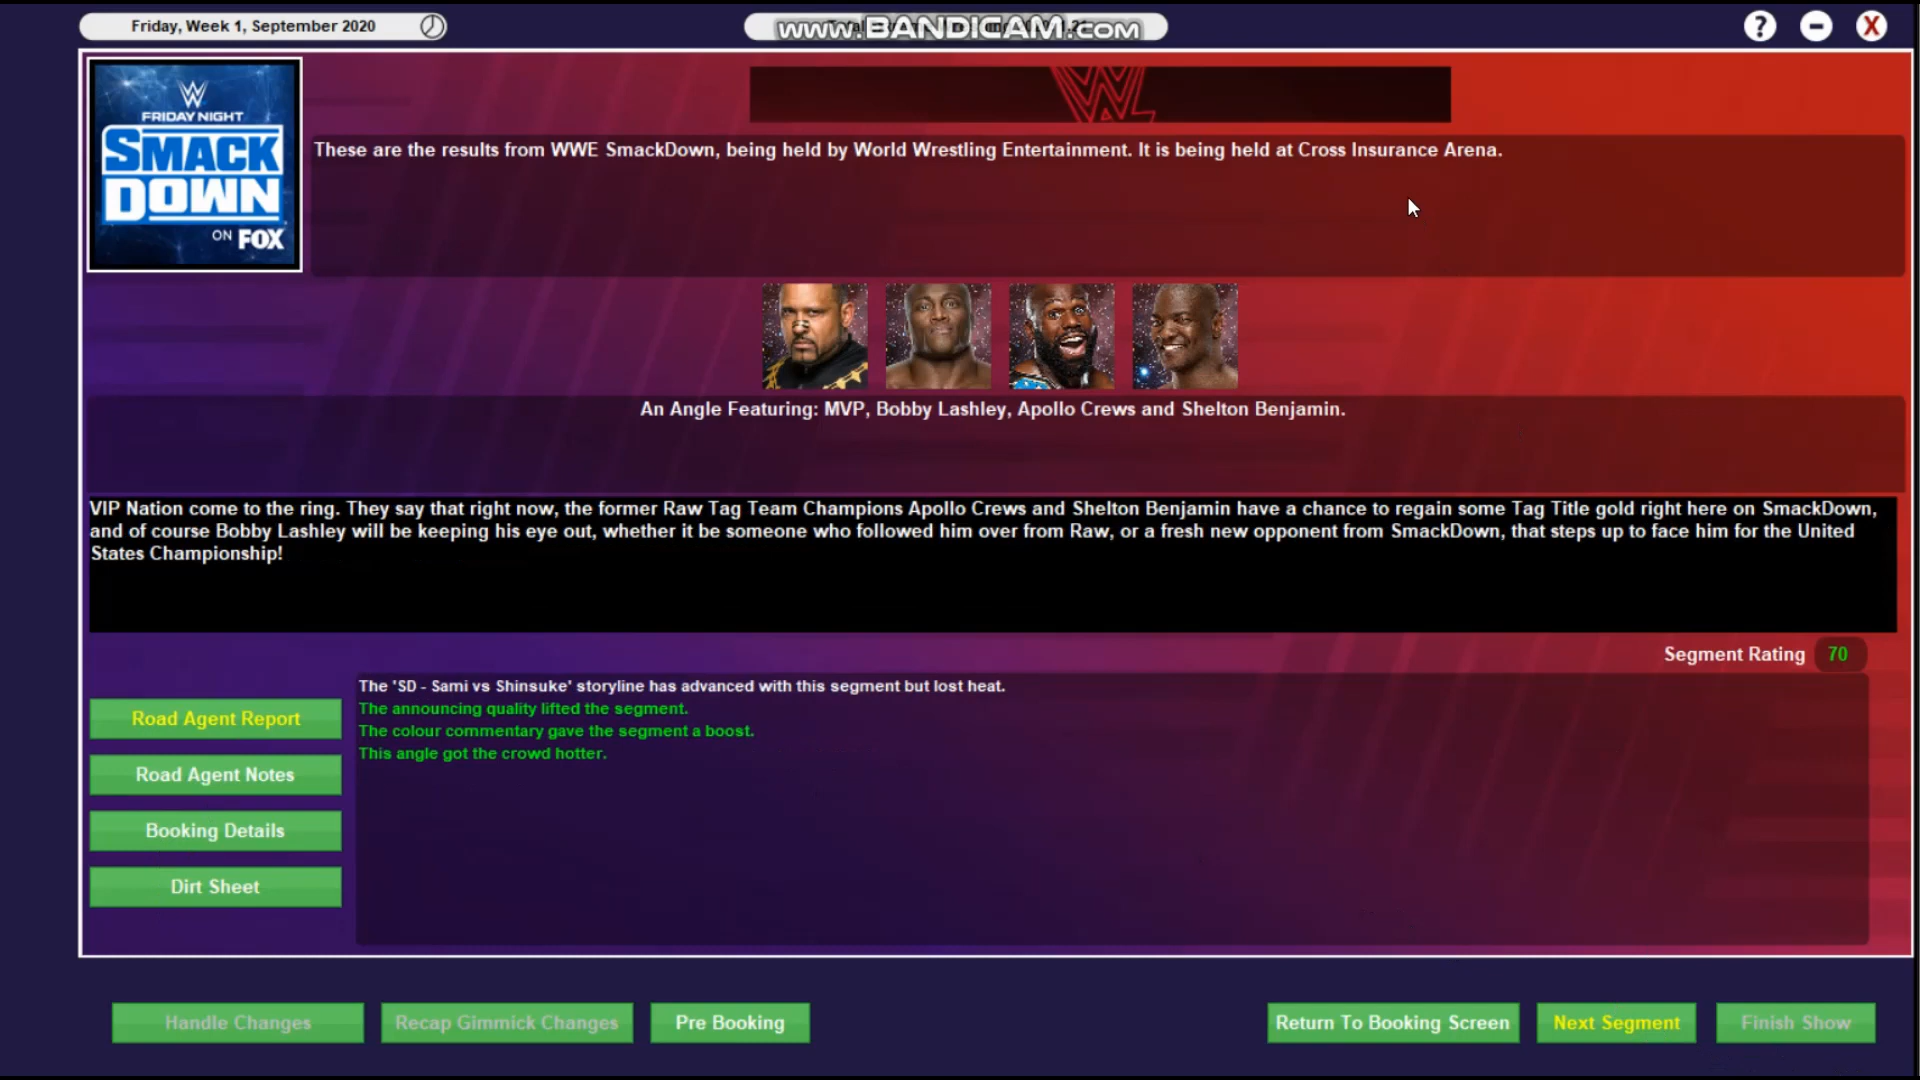 Friday, Week 1, September 2020
www.BANDICAM.com
?
X
W
FRIDAY NIGHT
SMACK
DOWN
ON FOX
These are the results from WWE SmackDown, being held by World Wrestling Entertainment. It is being held at Cross Insurance Arena.
An Angle Featuring: MVP, Bobby Lashley, Apollo Crews and Shelton Benjamin.
VIP Nation come to the ring. They say that right now, the former Raw Tag Team Champions Apollo Crews and Shelton Benjamin have a chance to regain some Tag Title gold right here on SmackDown,
and of course Bobby Lashley will be keeping his eye out, whether it be someone who followed him over from Raw, or a fresh new opponent from SmackDown, that steps up to face him for the United
States Championship!
Segment Rating 70
The 'SD - Sami vs Shinsuke' storyline has advanced with this segment but lost heat.
The announcing quality lifted the segment.
The colour commentary gave the segment a boost.
This angle got the crowd hotter.
Road Agent Report
Road Agent Notes
Booking Details
Dirt Sheet
Handle Changes
Recap Gimmick Changes
Pre Booking
Return To Booking Screen
Next Segment
Finish Show